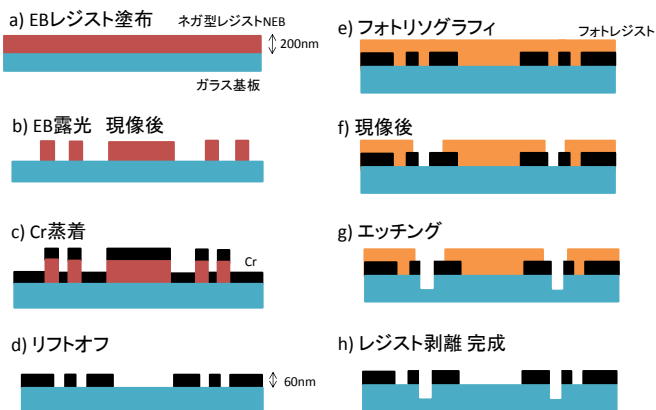 a) EBレジスト塗布
ネガ型レジストNEB
200nm
ガラス基板
b) EB露光 現像後
c) Cr蒸着
Cr
d) リフトオフ
60nm
e) フォトリソグラフィ
フォトレジスト
f) 現像後
g) エッチング
h) レジスト剥離 完成